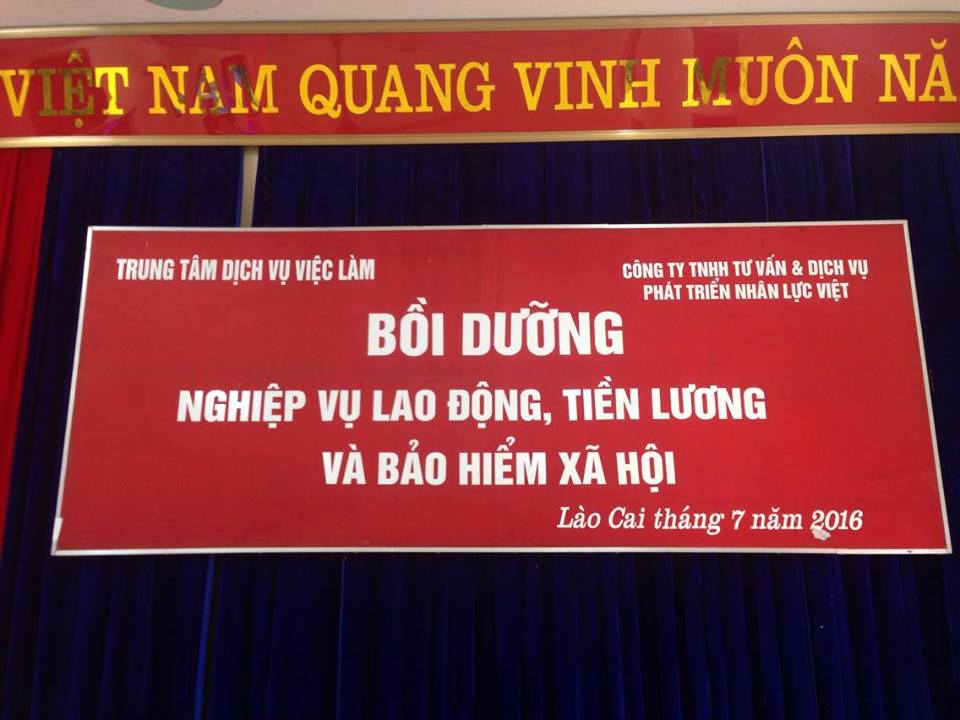 VIỆT NAM QUANG VINH MUÔN NĂ
TRUNG TÂM DỊCH VỤ VIỆC LÀM
CÔNG TY TNHH TƯ VẤN & DỊCH VỤ
PHÁT TRIỂN NHÂN LỰC VIỆT
BỒI DƯỠNG
NGHIỆP VỤ LAO ĐỘNG, TIỀN LƯƠNG
VÀ BẢO HIỂM XÃ HỘI
Lào Cai tháng 7 năm 2016